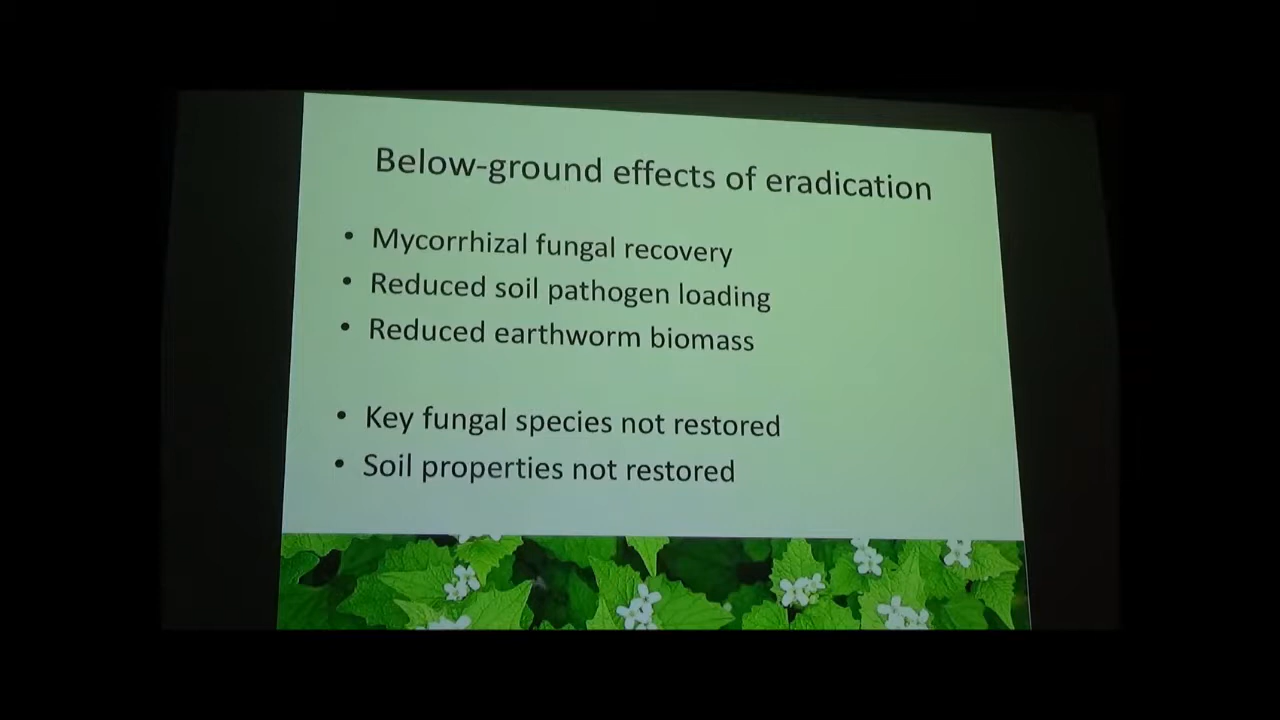 Below-ground effects of eradication
• Mycorrhizal fungal recovery
• Reduced soil pathogen loading
• Reduced earthworm biomass
• Key fungal species not restored
• Soil properties not restored